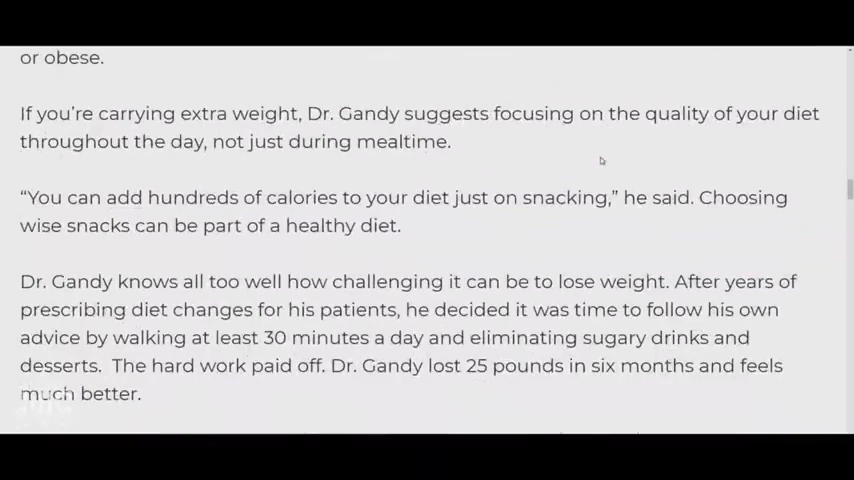 or obese.
If you’re carrying extra weight, Dr. Gandy suggests focusing on the quality of your diet
throughout the day, not just during mealtime.
“You can add hundreds of calories to your diet just on snacking,” he said. Choosing
wise snacks can be part of a healthy diet.
Dr. Gandy knows all too well how challenging it can be to lose weight. After years of
prescribing diet changes for his patients, he decided it was time to follow his own
advice by walking at least 30 minutes a day and eliminating sugary drinks and
desserts.  The hard work paid off. Dr. Gandy lost 25 pounds in six months and feels
much better.